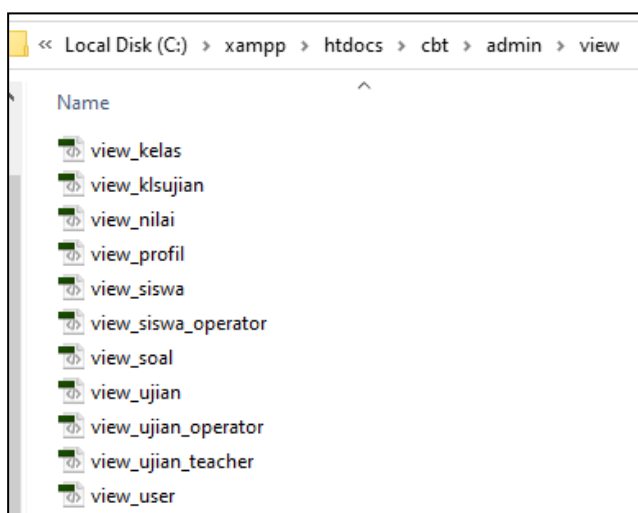 « Local Disk (C:) › xampp › htdocs › cbt › admin › view
Name
view_kelas
view_klsujian
view_nilai
view_profil
view_siswa
view_siswa_operator
view_soal
view_ujian
view_ujian_operator
view_ujian_teacher
view_user